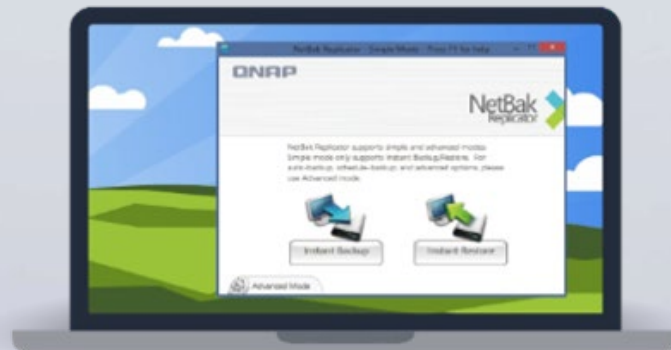 NetBak Replicator - Simple Mode - Press F1 for help
QNAP
NetBak
Replicator
NetBak Replicator supports simple and advanced modes.
Simple mode only supports Instant Backup/Restore. For
auto-backup, schedule-backup, and advanced options, please
use Advanced mode.
Instant Backup
Instant Restore
Advanced Mode